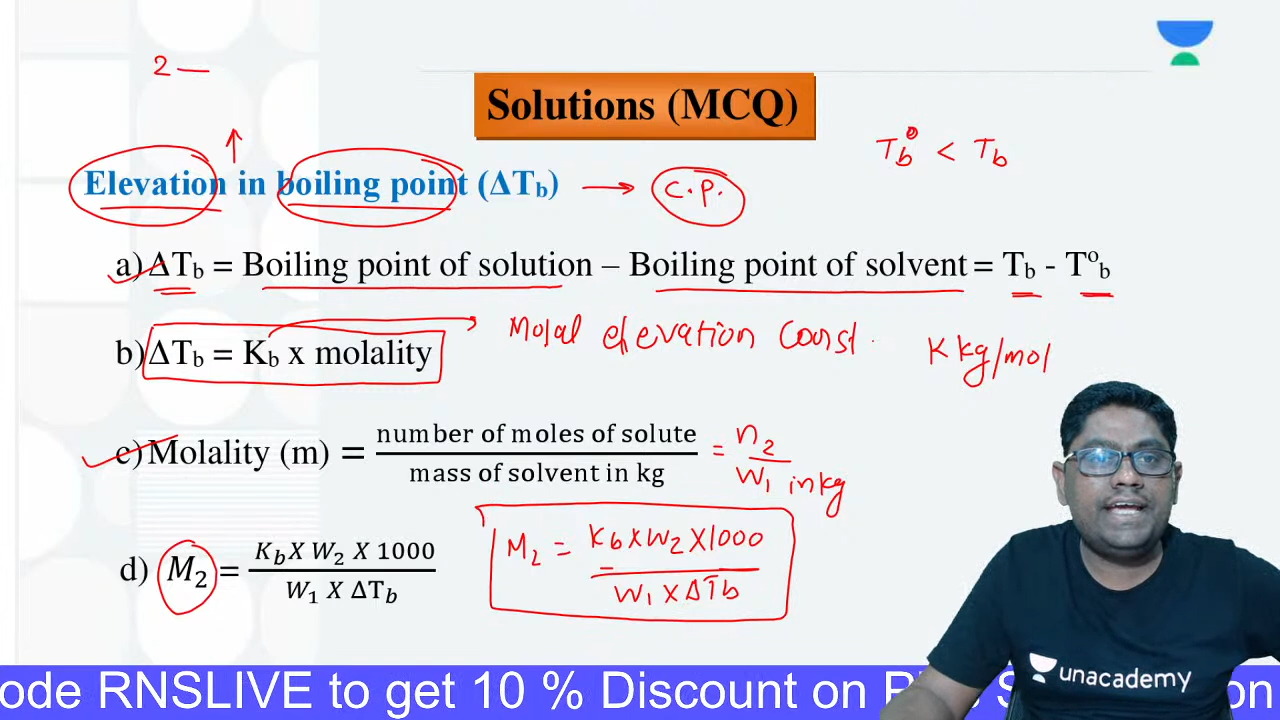 2 —
Solutions (MCQ)
T°b < Tb
Elevation in boiling point (ΔTb) → C.P.
a) ΔTb = Boiling point of solution – Boiling point of solvent = Tb - Tob
b) ΔTb = Kb x molality → Molal elevation Const. K kg/mol
c) Molality (m) = number of moles of solute / mass of solvent in kg = n2 / W1 in kg
d) M2 = Kb X W2 X 1000 / W1 X ΔTb
M2 = Kb X W2 X 1000 / W1 X ΔTb
unacademy
ode RNSLIVE to get 10 % Discount on P